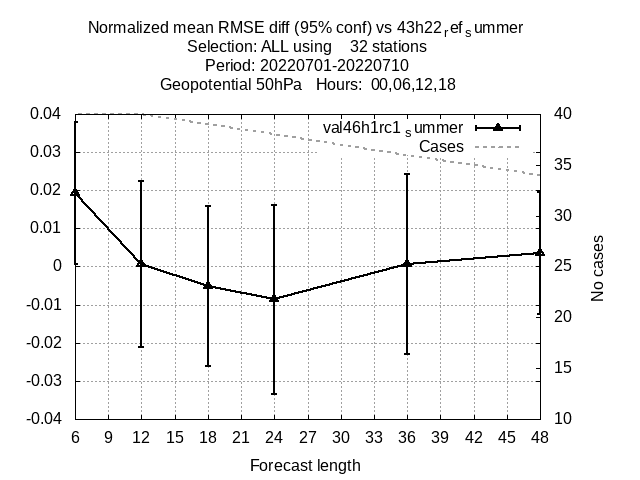 Normalized mean RMSE diff (95% conf) vs 43h22refsummer
Selection: ALL using 32 stations
Period: 20220701-20220710
Geopotential 50hPa Hours: 00,06,12,18
val46h1rc1summer
Cases
0.04
0.03
0.02
0.01
0
-0.01
-0.02
-0.03
-0.04
40
35
30
25
20
15
10
No cases
6 9 12 15 18 21 24 27 30 33 36 39 42 45 48
Forecast length